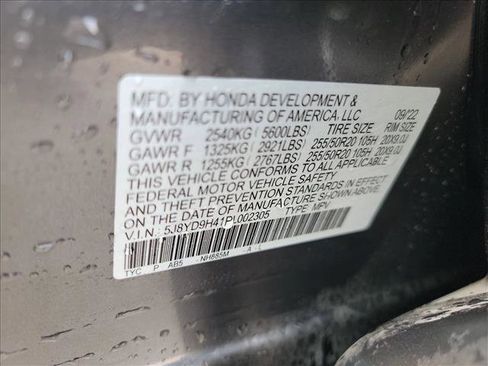 MFD. BY HONDA DEVELOPMENT &
MANUFACTURING OF AMERICA, LLC 09/22
GVWR 2540KG (5600LBS) TIRE SIZE RIM SIZE
GAWR F 1325KG (2921LBS) 255/50R20 105H 20X9.0J
GAWR R 1255KG (2767LBS) 255/50R20 105H 20X9.0J
THIS VEHICLE CONFORMS TO ALL APPLICABLE
FEDERAL MOTOR VEHICLE SAFETY
AND THEFT PREVENTION STANDARDS IN EFFECT
ON THE DATE OF MANUFACTURE SHOWN ABOVE.
V.I.N.: 5J8YD9H41PL002305 TYPE: MPV
TYC P AB5 NH885M A L